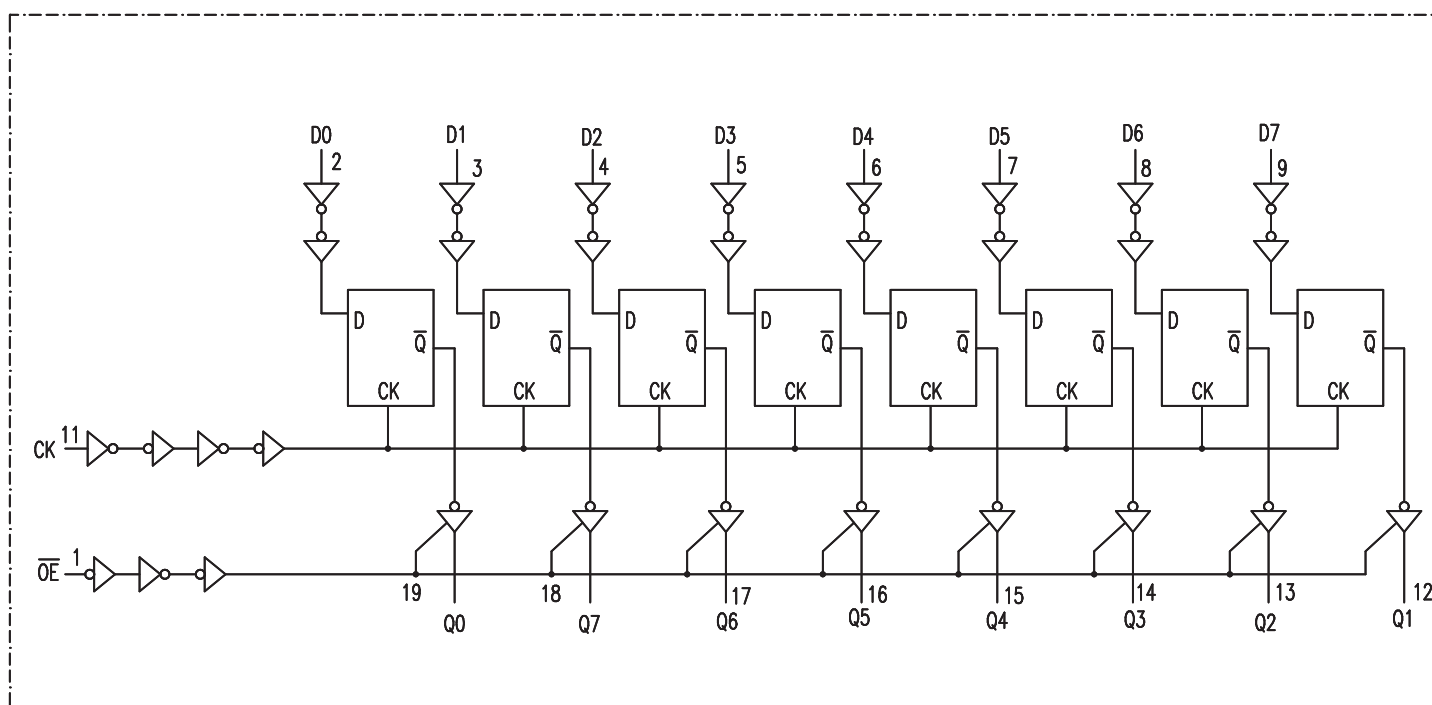 D0 D1 D2 D3 D4 D5 D6 D7
2 3 4 5 6 7 8 9
D D D D D D D D
Q̅ Q̅ Q̅ Q̅ Q̅ Q̅ Q̅ Q̅
CK CK CK CK CK CK CK CK
CK 11
O̅E̅ 1
19 18 17 16 15 14 13 12
Q0 Q7 Q6 Q5 Q4 Q3 Q2 Q1